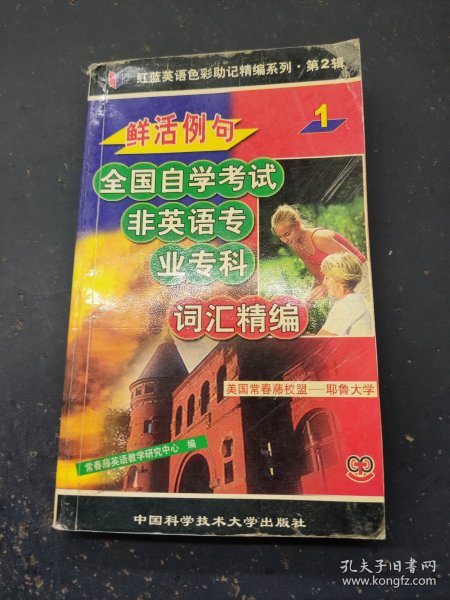 红蓝英语色彩助记精编系列·第2辑
鲜活例句
1
全国自学考试
非英语专
业专科
词汇精编
美国常春藤校盟——耶鲁大学
常春藤英语教学研究中心 编
中国科学技术大学出版社
孔夫子旧书网
www.kongfz.com